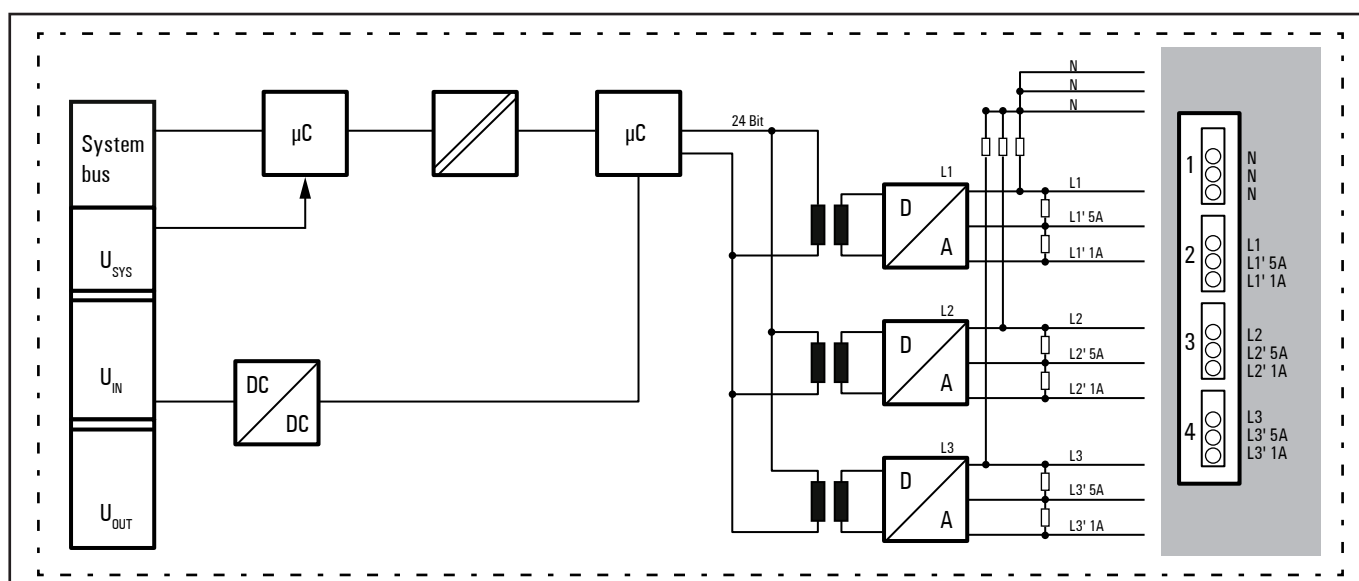 System
bus
U_SYS
U_IN
U_OUT
µC
DC
DC
µC
24 Bit
N
N
N
L1
D
A
L1
L1' 5A
L1' 1A
L2
D
A
L2
L2' 5A
L2' 1A
L3
D
A
L3
L3' 5A
L3' 1A
1
N
N
N
2
L1
L1' 5A
L1' 1A
3
L2
L2' 5A
L2' 1A
4
L3
L3' 5A
L3' 1A